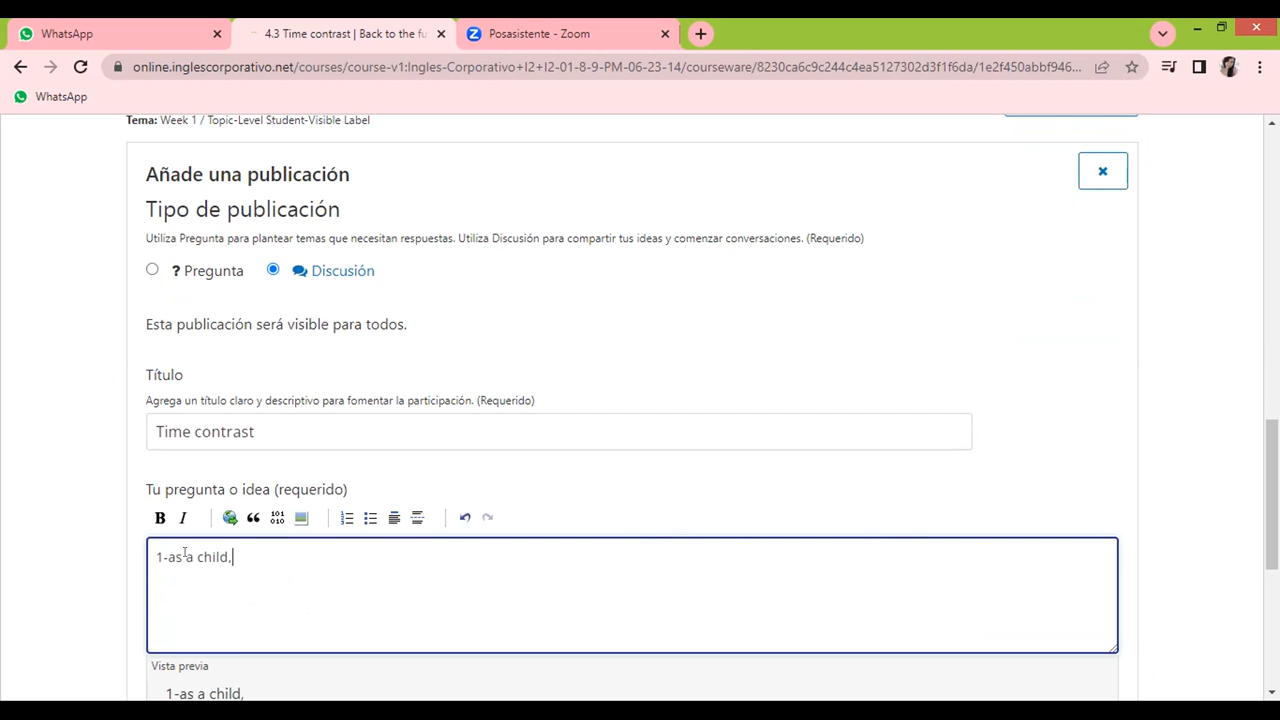 WhatsApp
4.3 Time contrast | Back to the fu
Posasistente - Zoom
online.inglescorporativo.net/courses/course-v1:Ingles-Corporativo+I2+I2-01-8-9-PM-06-23-14/courseware/8230ca6c9c244c4ea5127302d3f1f6da/1e2f450abbf946...
WhatsApp
Tema: Week 1 / Topic-Level Student-Visible Label
Añade una publicación
Tipo de publicación
Utiliza Pregunta para plantear temas que necesitan respuestas. Utiliza Discusión para compartir tus ideas y comenzar conversaciones. (Requerido)
? Pregunta Discusión
Esta publicación será visible para todos.
Título
Agrega un título claro y descriptivo para fomentar la participación. (Requerido)
Time contrast
Tu pregunta o idea (requerido)
B I 101 010
1-as a child,
Vista previa
1-as a child,